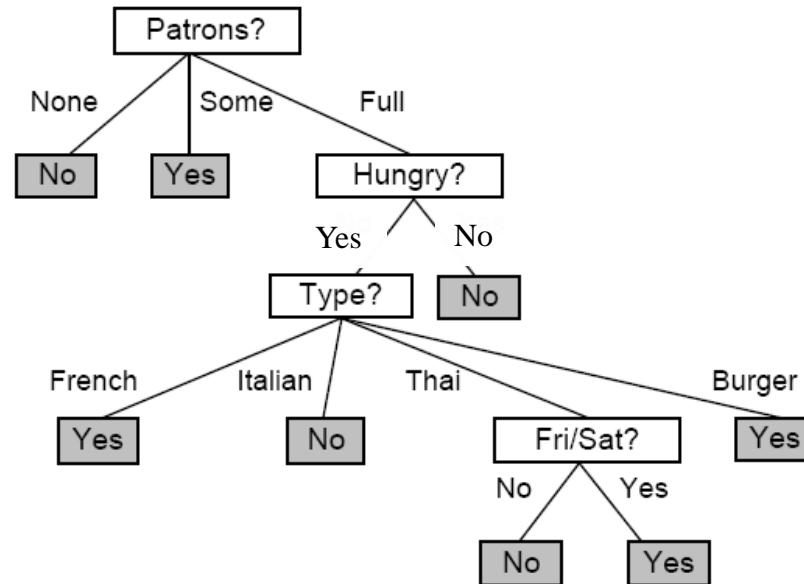 Patrons?
None Some Full
No Yes Hungry?
Yes No
Type? No
French Italian Thai Burger
Yes No Fri/Sat? Yes
No Yes
No Yes